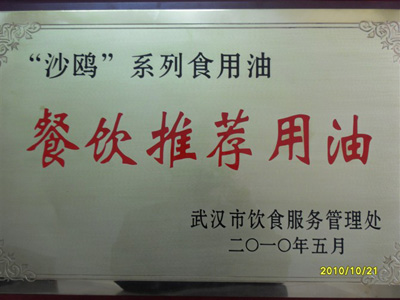 “沙鸥”系列食用油
餐饮推荐用油
武汉市饮食服务管理处
二〇一〇年五月
2010/10/21